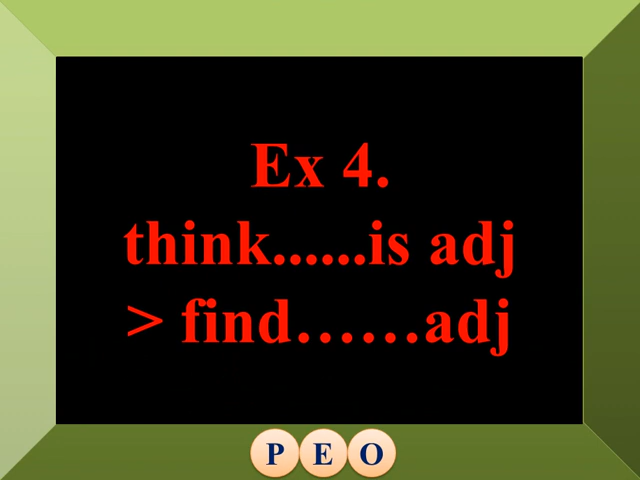 Ex 4.
think......is adj
> find……adj
P E O